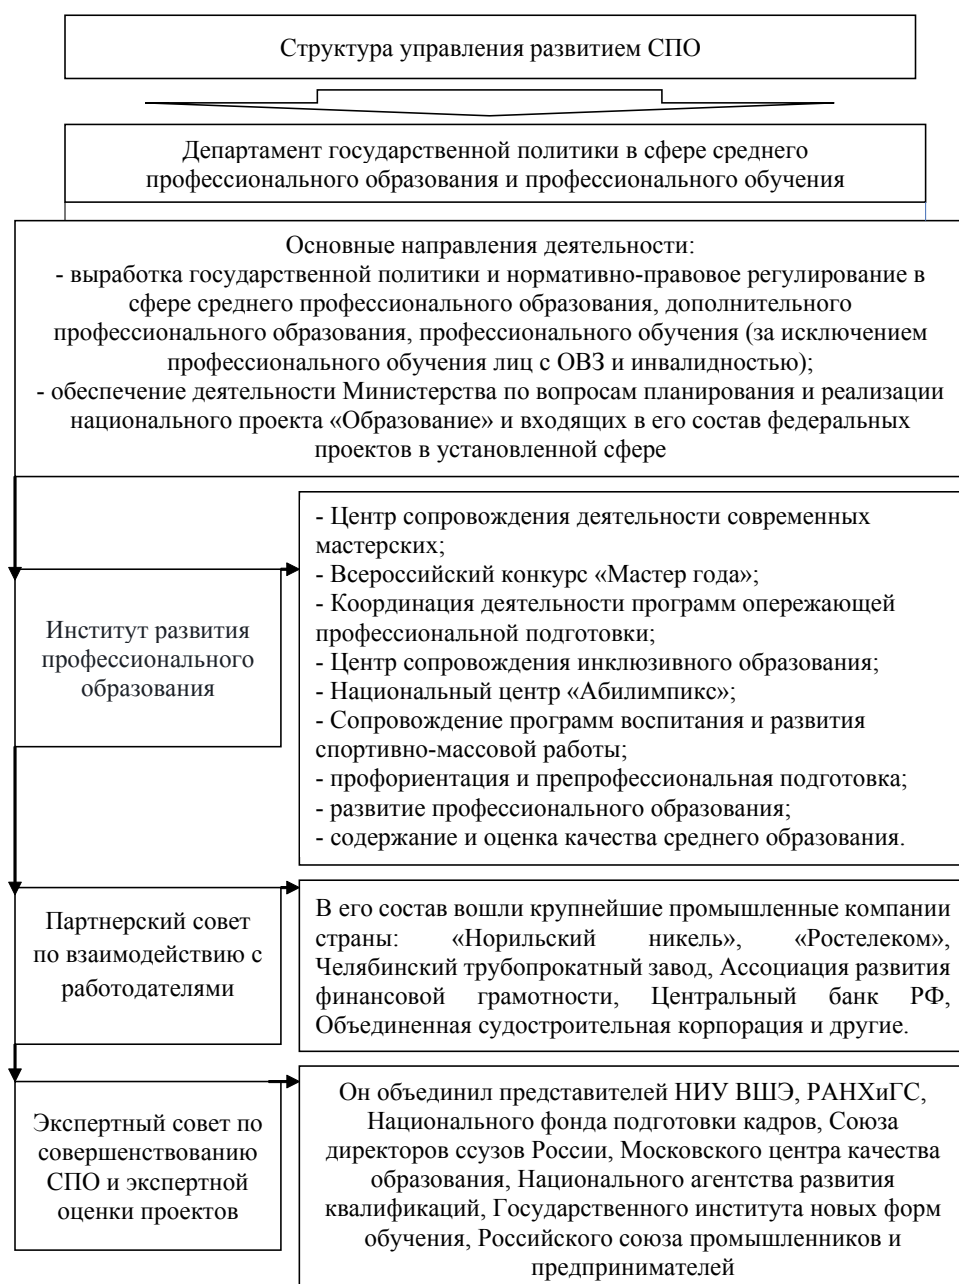 Структура управления развитием СПО
Департамент государственной политики в сфере среднего
профессионального образования и профессионального обучения
Основные направления деятельности:
- выработка государственной политики и нормативно-правовое регулирование в
сфере среднего профессионального образования, дополнительного
профессионального образования, профессионального обучения (за исключением
профессионального обучения лиц с ОВЗ и инвалидностью);
- обеспечение деятельности Министерства по вопросам планирования и реализации
национального проекта «Образование» и входящих в его состав федеральных
проектов в установленной сфере
Институт развития
профессионального
образования
- Центр сопровождения деятельности современных
мастерских;
- Всероссийский конкурс «Мастер года»;
- Координация деятельности программ опережающей
профессиональной подготовки;
- Центр сопровождения инклюзивного образования;
- Национальный центр «Абилимпикс»;
- Сопровождение программ воспитания и развития
спортивно-массовой работы;
- профориентация и препрофессиональная подготовка;
- развитие профессионального образования;
- содержание и оценка качества среднего образования.
Партнерский совет
по взаимодействию с
работодателями
В его состав вошли крупнейшие промышленные компании
страны: «Норильский никель», «Ростелеком»,
Челябинский трубопрокатный завод, Ассоциация развития
финансовой грамотности, Центральный банк РФ,
Объединенная судостроительная корпорация и другие.
Экспертный совет по
совершенствованию
СПО и экспертной
оценки проектов
Он объединил представителей НИУ ВШЭ, РАНХиГС,
Национального фонда подготовки кадров, Союза
директоров ссузов России, Московского центра качества
образования, Национального агентства развития
квалификаций, Государственного института новых форм
обучения, Российского союза промышленников и
предпринимателей